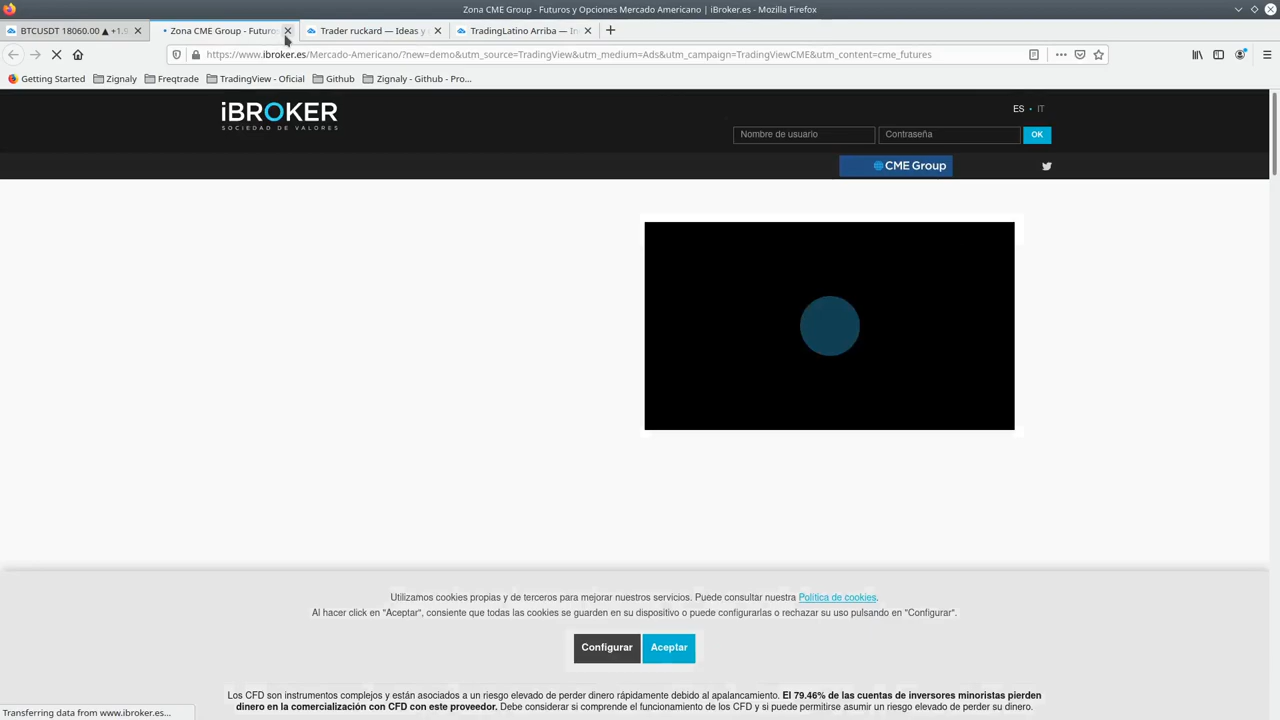 Zona CME Group - Futuros y Opciones Mercado Americano | iBroker.es - Mozilla Firefox
BTCUSDT 18060.00 ▲ +1.9
Zona CME Group - Futuro
Trader ruckard — Ideas y
TradingLatino Arriba — In
https://www.ibroker.es/Mercado-Americano/?new=demo&utm_source=TradingView&utm_medium=Ads&utm_campaign=TradingViewCME&utm_content=cme_futures
Getting Started
Zignaly
Freqtrade
TradingView - Oficial
Github
Zignaly - Github - Pro...
iBROKER
SOCIEDAD DE VALORES
ES • IT
Nombre de usuario
Contraseña
OK
CME Group
Utilizamos cookies propias y de terceros para mejorar nuestros servicios. Puede consultar nuestra Política de cookies.
Al hacer click en "Aceptar", consiente que todas las cookies se guarden en su dispositivo o puede configurarlas o rechazar su uso pulsando en "Configurar".
Configurar
Aceptar
Los CFD son instrumentos complejos y están asociados a un riesgo elevado de perder dinero rápidamente debido al apalancamiento. El 79.46% de las cuentas de inversores minoristas pierden
dinero en la comercialización con CFD con este proveedor. Debe considerar si comprende el funcionamiento de los CFD y si puede permitirse asumir un riesgo elevado de perder su dinero.
Transferring data from www.ibroker.es...